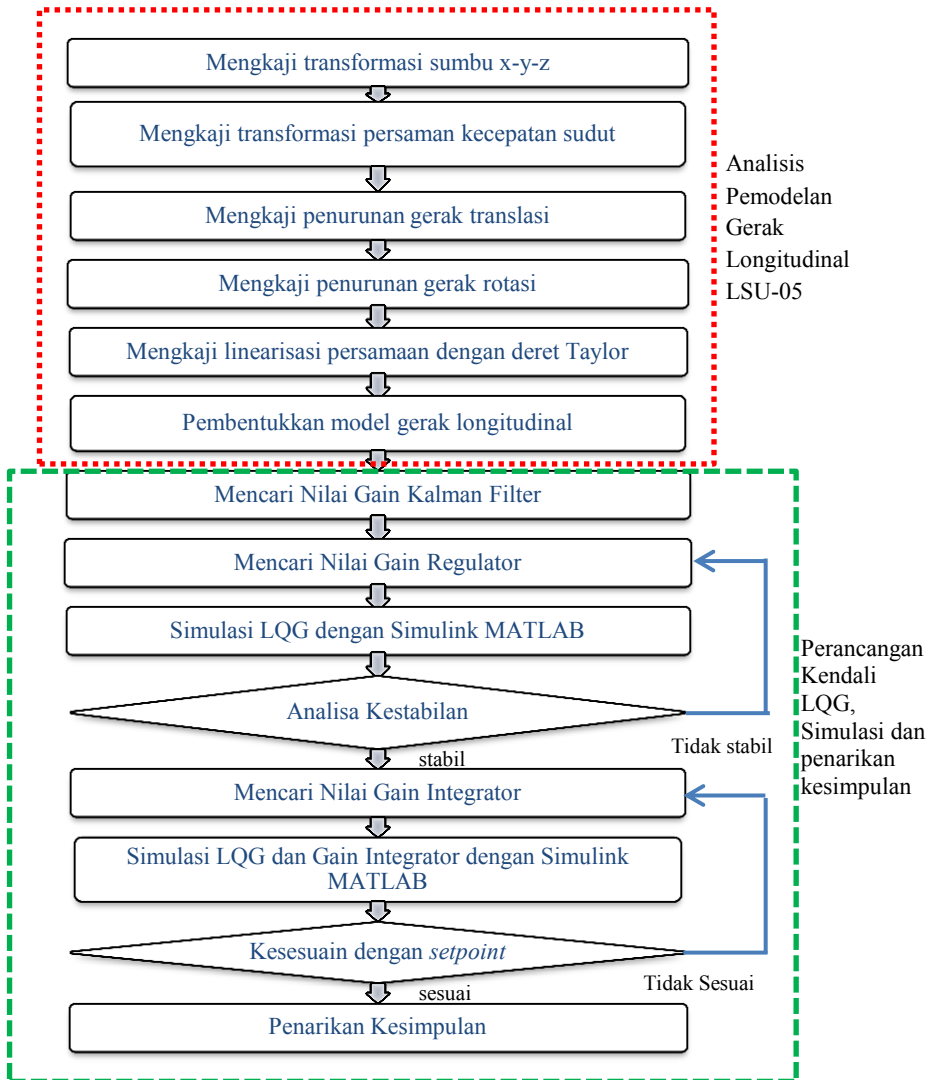 Mengkaji transformasi sumbu x-y-z
Mengkaji transformasi persaman kecepatan sudut
Mengkaji penurunan gerak translasi
Mengkaji penurunan gerak rotasi
Mengkaji linearisasi persamaan dengan deret Taylor
Pembentukkan model gerak longitudinal
Analisis
Pemodelan
Gerak
Longitudinal
LSU-05
Mencari Nilai Gain Kalman Filter
Mencari Nilai Gain Regulator
Simulasi LQG dengan Simulink MATLAB
Analisa Kestabilan
Tidak stabil
stabil
Mencari Nilai Gain Integrator
Simulasi LQG dan Gain Integrator dengan Simulink
MATLAB
Kesesuain dengan setpoint
Tidak Sesuai
sesuai
Penarikan Kesimpulan
Perancangan
Kendali
LQG,
Simulasi dan
penarikan
kesimpulan